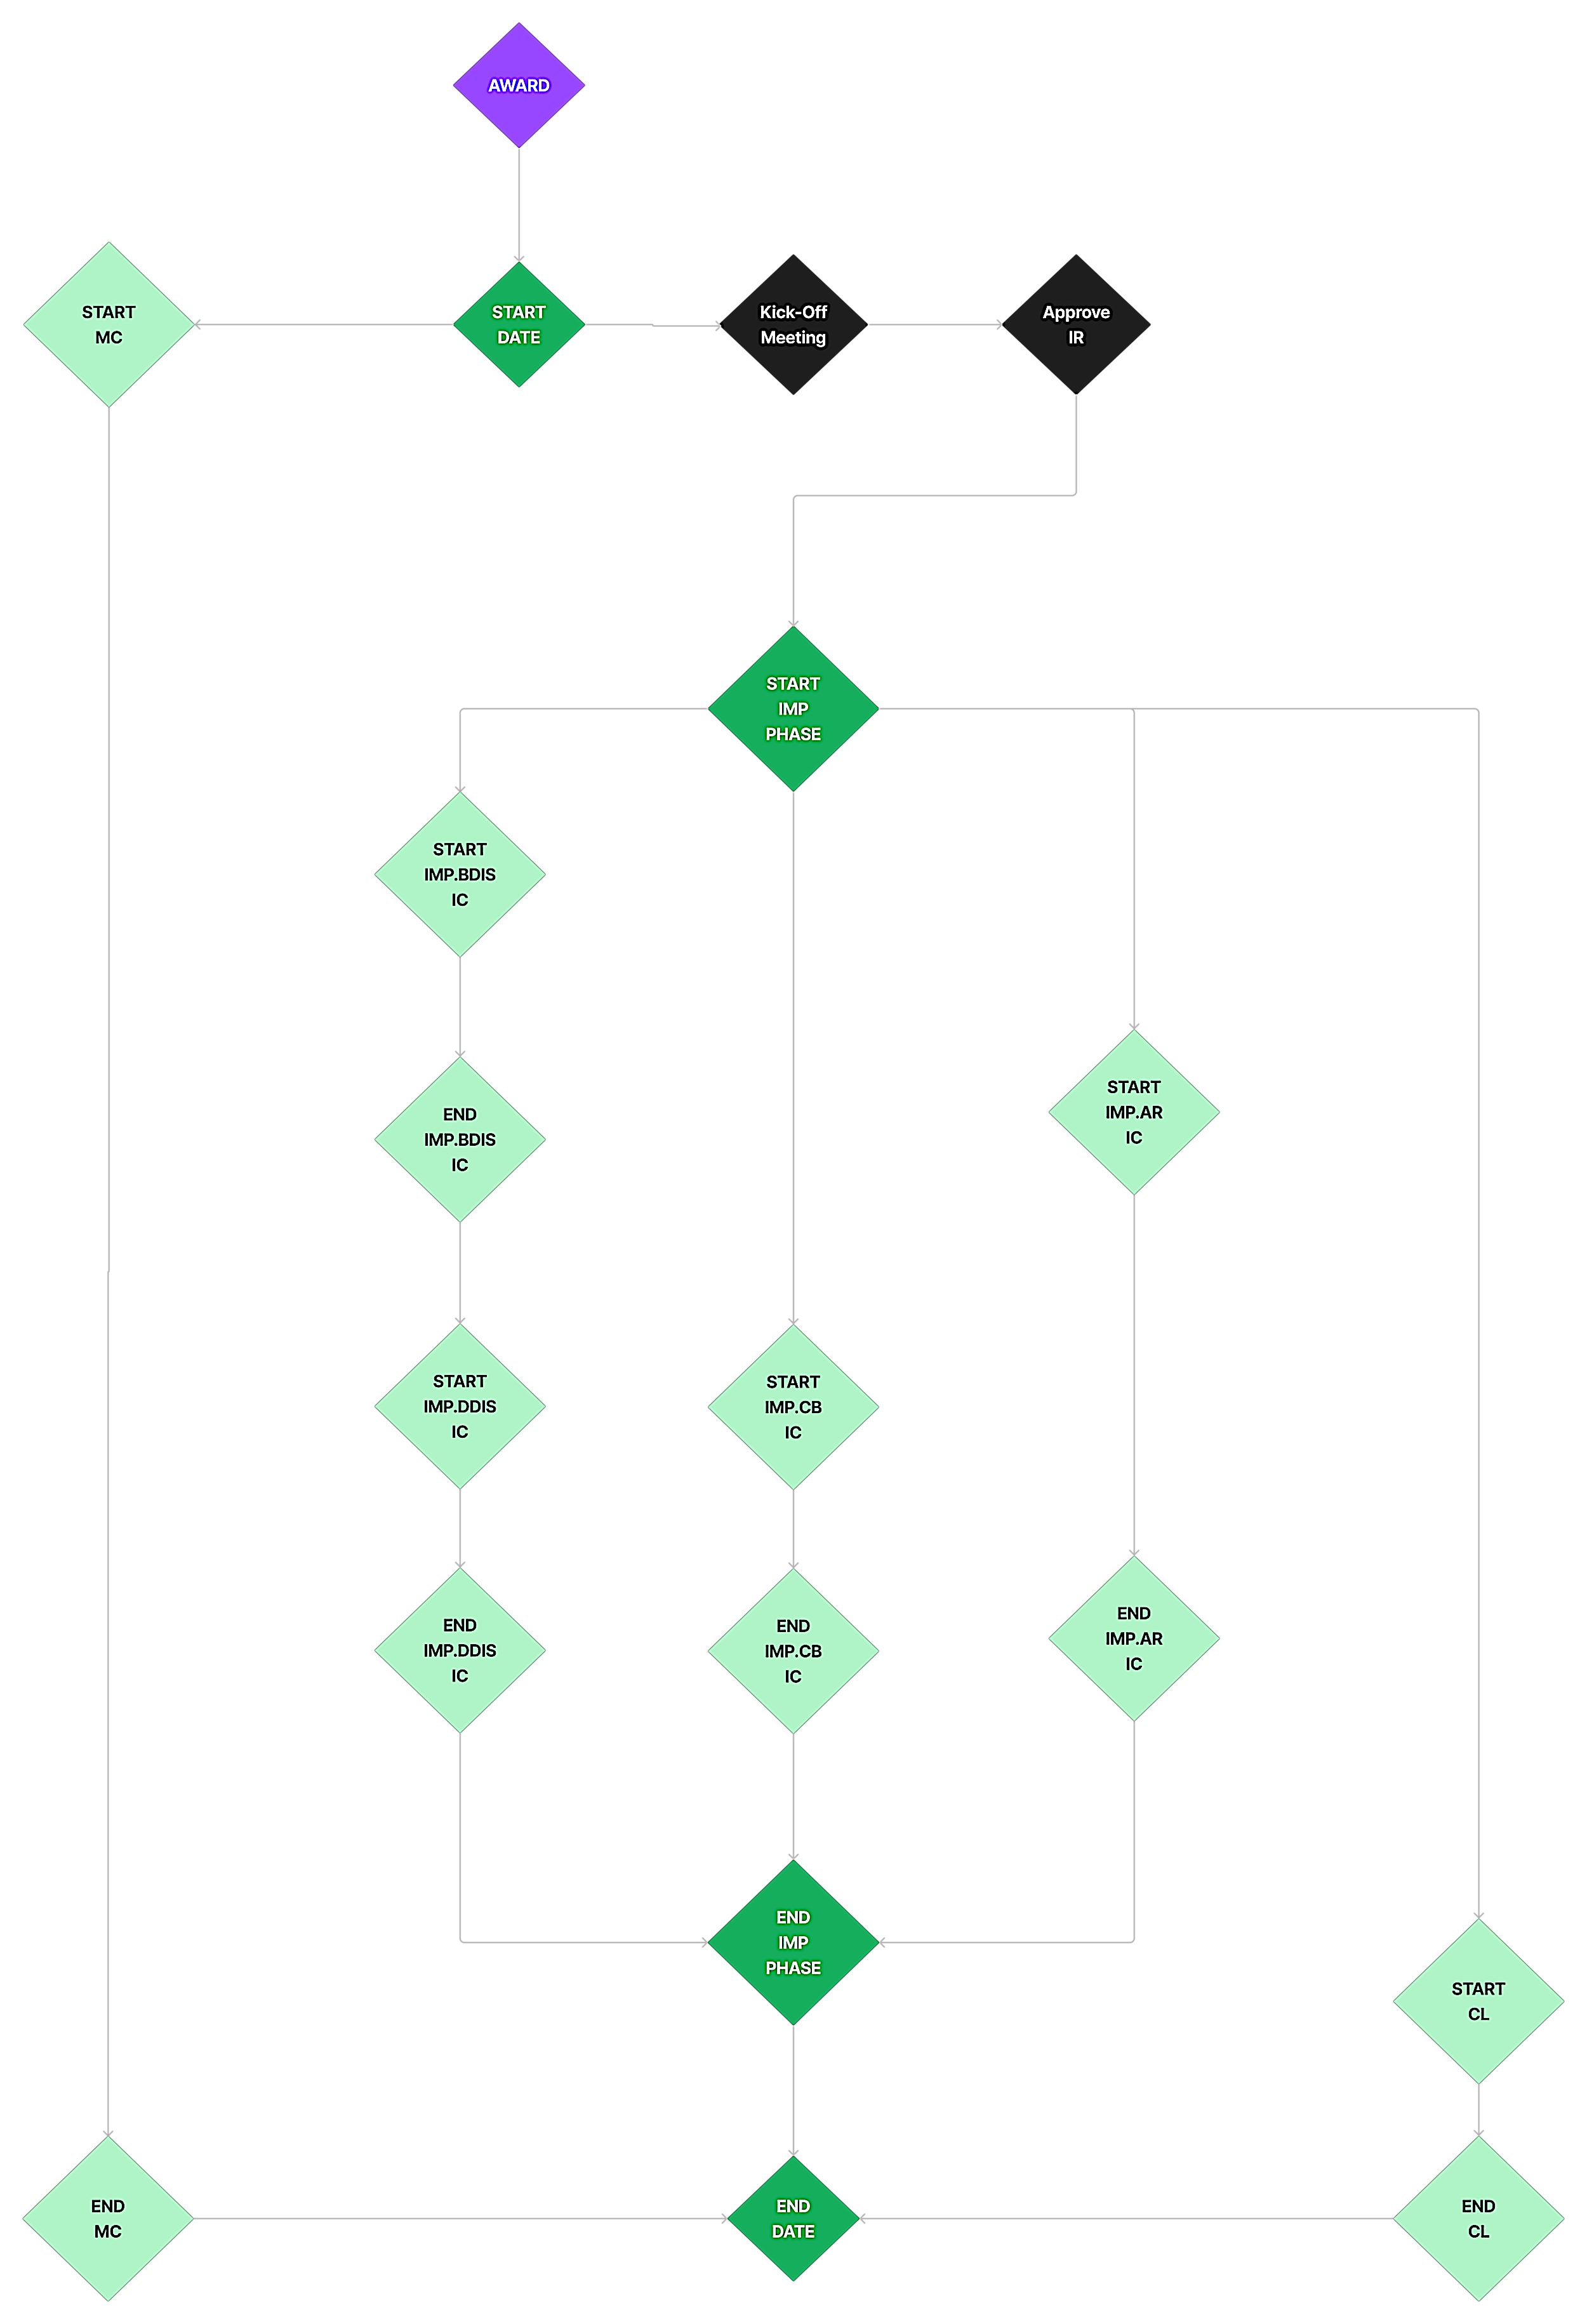 AWARD
START
MC
START
DATE
Kick-Off
Meeting
Approve
IR
START
IMP
PHASE
START
IMP.BDIS
IC
START
IMP.AR
IC
END
IMP.BDIS
IC
START
IMP.DDIS
IC
START
IMP.CB
IC
END
IMP.DDIS
IC
END
IMP.CB
IC
END
IMP.AR
IC
END
IMP
PHASE
START
CL
END
MC
END
DATE
END
CL